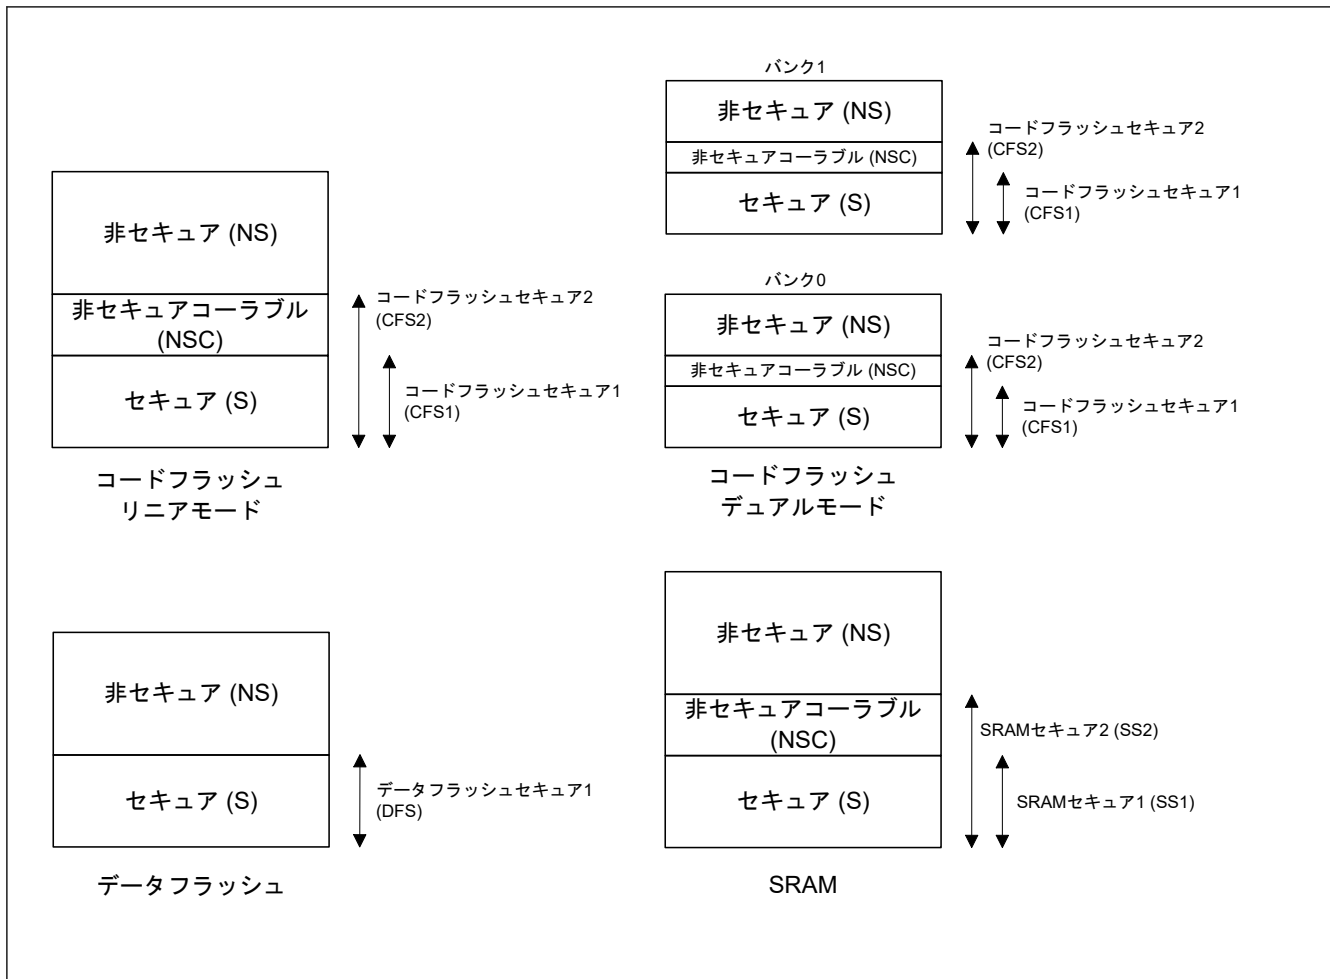 非セキュア (NS)
非セキュアコーラブル
(NSC)
セキュア (S)
コードフラッシュセキュア2
(CFS2)
コードフラッシュセキュア1
(CFS1)
コードフラッシュ
リニアモード
バンク1
非セキュア (NS)
非セキュアコーラブル (NSC)
セキュア (S)
コードフラッシュセキュア2
(CFS2)
コードフラッシュセキュア1
(CFS1)
バンク0
非セキュア (NS)
非セキュアコーラブル (NSC)
セキュア (S)
コードフラッシュセキュア2
(CFS2)
コードフラッシュセキュア1
(CFS1)
コードフラッシュ
デュアルモード
非セキュア (NS)
セキュア (S)
データフラッシュセキュア1
(DFS)
データフラッシュ
非セキュア (NS)
非セキュアコーラブル
(NSC)
セキュア (S)
SRAMセキュア2 (SS2)
SRAMセキュア1 (SS1)
SRAM